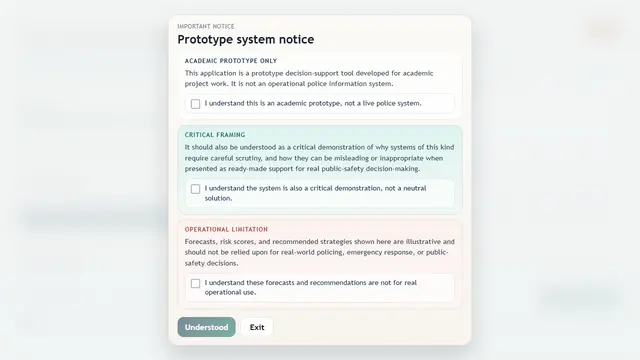 IMPORTANT NOTICE
Prototype system notice
ACADEMIC PROTOTYPE ONLY
This application is a prototype decision-support tool developed for academic
project work. It is not an operational police information system.
I understand this is an academic prototype, not a live police system.
CRITICAL FRAMING
It should also be understood as a critical demonstration of why systems of this kind
require careful scrutiny, and how they can be misleading or inappropriate when
presented as ready-made support for real public-safety decision-making.
I understand the system is also a critical demonstration, not a neutral
solution.
OPERATIONAL LIMITATION
Forecasts, risk scores, and recommended strategies shown here are illustrative and
should not be relied upon for real-world policing, emergency response, or public-
safety decisions.
I understand these forecasts and recommendations are not for real
operational use.
Understood
Exit